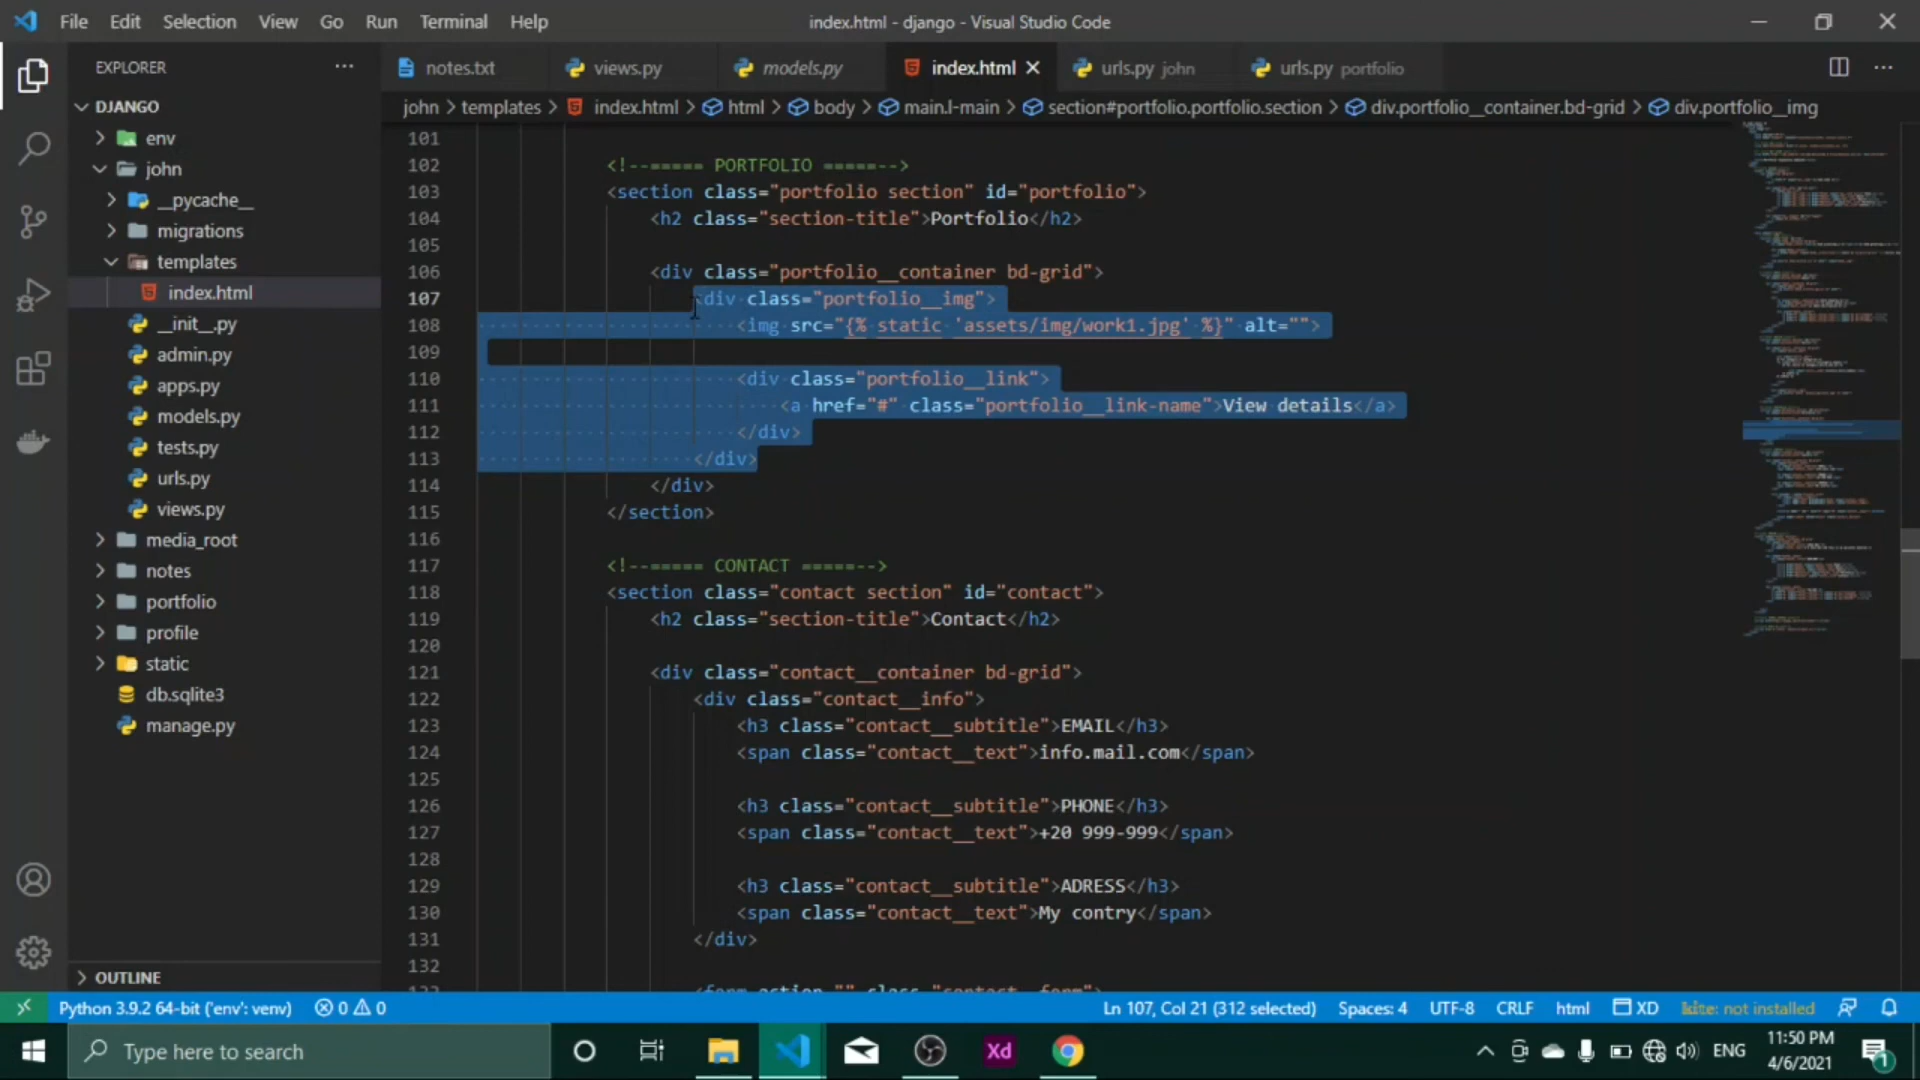 File Edit Selection View Go Run Terminal Help index.html - django - Visual Studio Code
EXPLORER
notes.txt views.py models.py index.html urls.py john urls.py portfolio
john > templates > index.html > html > body > main.l-main > section#portfolio.portfolio.section > div.portfolio__container.bd-grid > div.portfolio__img
DJANGO
env
john
__pycache__
migrations
templates
index.html
__init__.py
admin.py
apps.py
models.py
tests.py
urls.py
views.py
media_root
notes
portfolio
profile
static
db.sqlite3
manage.py
OUTLINE
101
102 <!--===== PORTFOLIO =====-->
103 <section class="portfolio section" id="portfolio">
104 <h2 class="section-title">Portfolio</h2>
105
106 <div class="portfolio__container bd-grid">
107 <div class="portfolio__img">
108 <img src="{% static 'assets/img/work1.jpg' %}" alt="">
109
110 <div class="portfolio__link">
111 <a href="#" class="portfolio__link-name">View details</a>
112 </div>
113 </div>
114 </div>
115 </section>
116
117 <!--===== CONTACT =====-->
118 <section class="contact section" id="contact">
119 <h2 class="section-title">Contact</h2>
120
121 <div class="contact__container bd-grid">
122 <div class="contact__info">
123 <h3 class="contact__subtitle">EMAIL</h3>
124 <span class="contact__text">info.mail.com</span>
125
126 <h3 class="contact__subtitle">PHONE</h3>
127 <span class="contact__text">+20 999-999</span>
128
129 <h3 class="contact__subtitle">ADRESS</h3>
130 <span class="contact__text">My contry</span>
131 </div>
132
Python 3.9.2 64-bit ('env': venv) 0 0 Ln 107, Col 21 (312 selected) Spaces: 4 UTF-8 CRLF html XD kite: not installed
Type here to search Xd ENG 11:50 PM
4/6/2021
1